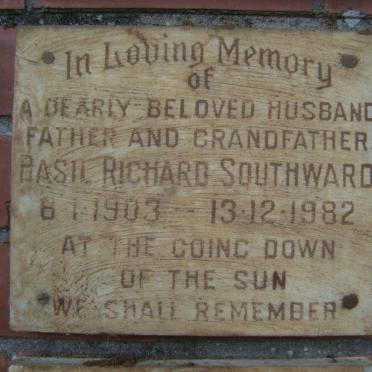 In Loving Memory
of
A DEARLY BELOVED HUSBAND
FATHER AND GRANDFATHER
BASIL RICHARD SOUTHWARD
8·1·1903 - 13·12·1982
AT THE GOING DOWN
OF THE SUN
WE SHALL REMEMBER